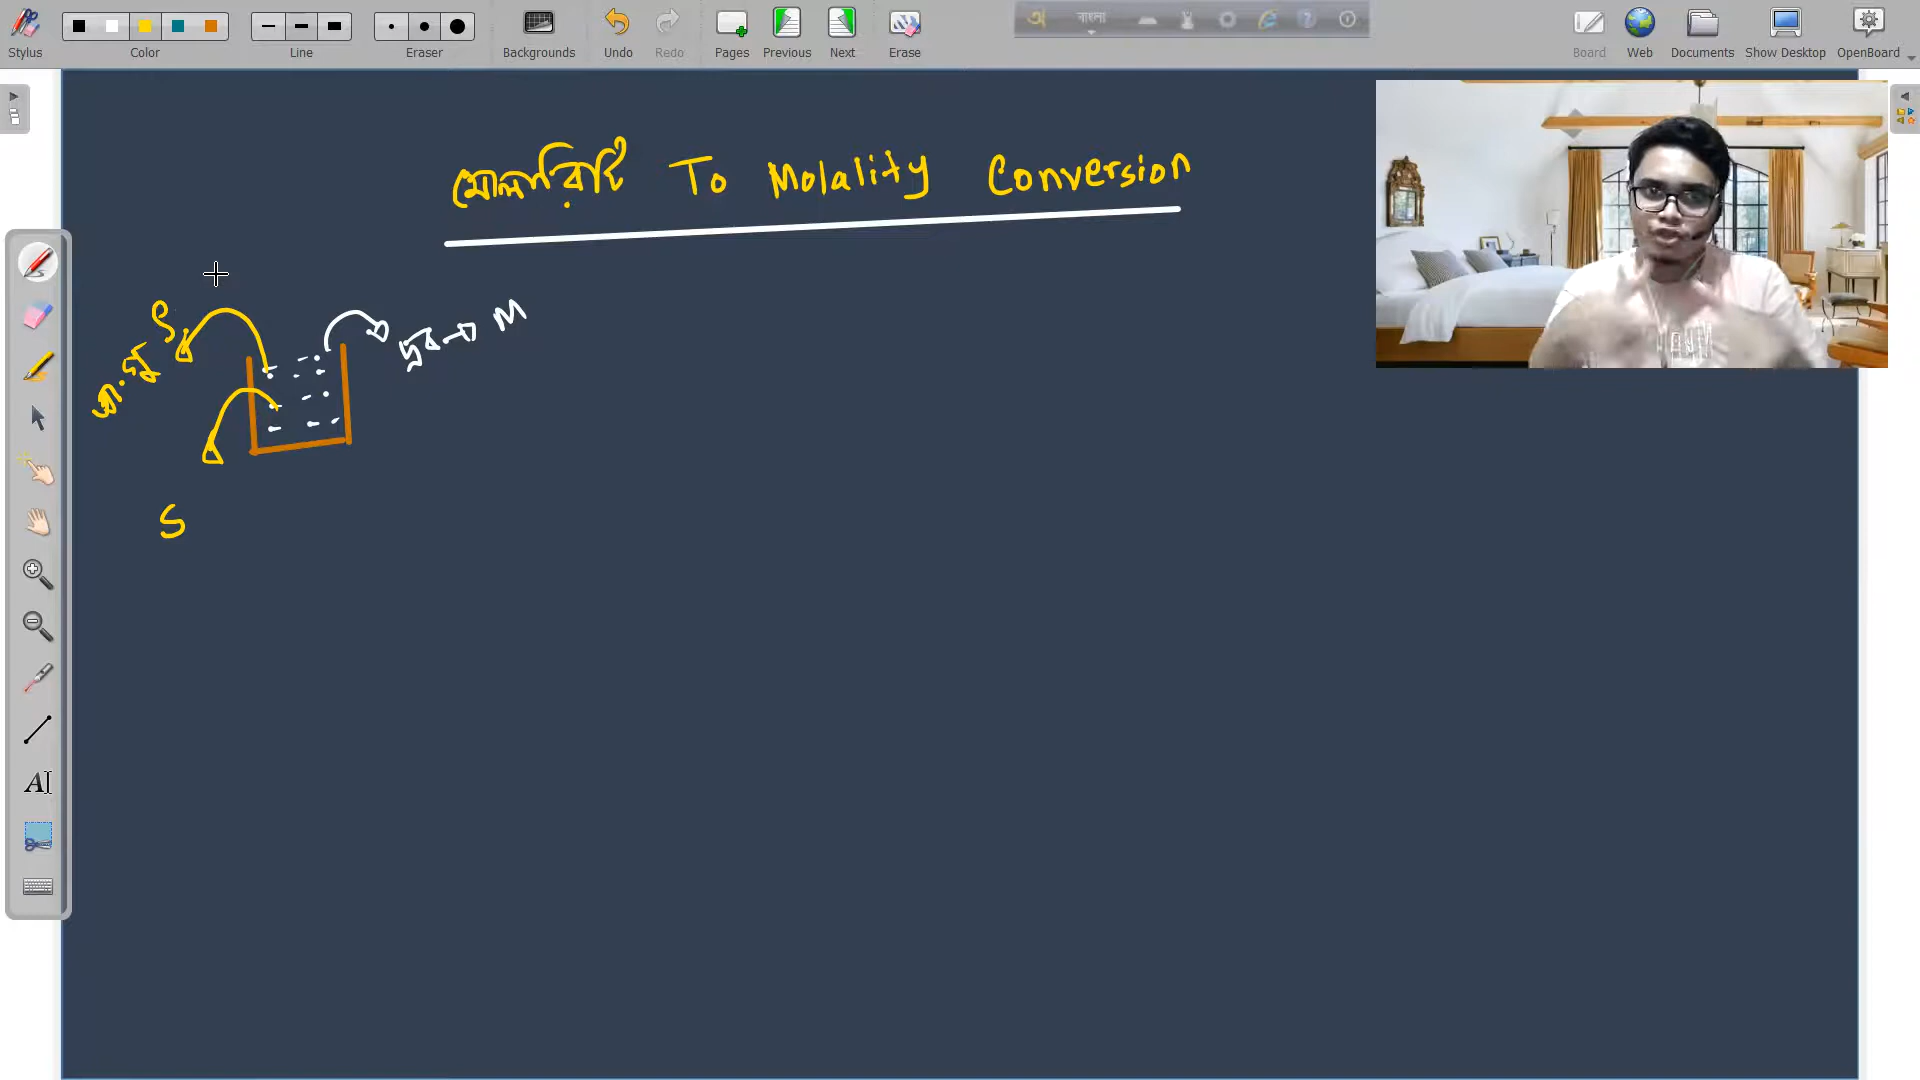 Stylus
Color
Line
Eraser
Backgrounds
Undo
Redo
Pages
Previous
Next
Erase
অ বাংলা
Board
Web
Documents
Show Desktop
OpenBoard
মোলারিটি To Molality Conversion
ρ
দ্রব → M
S
AI